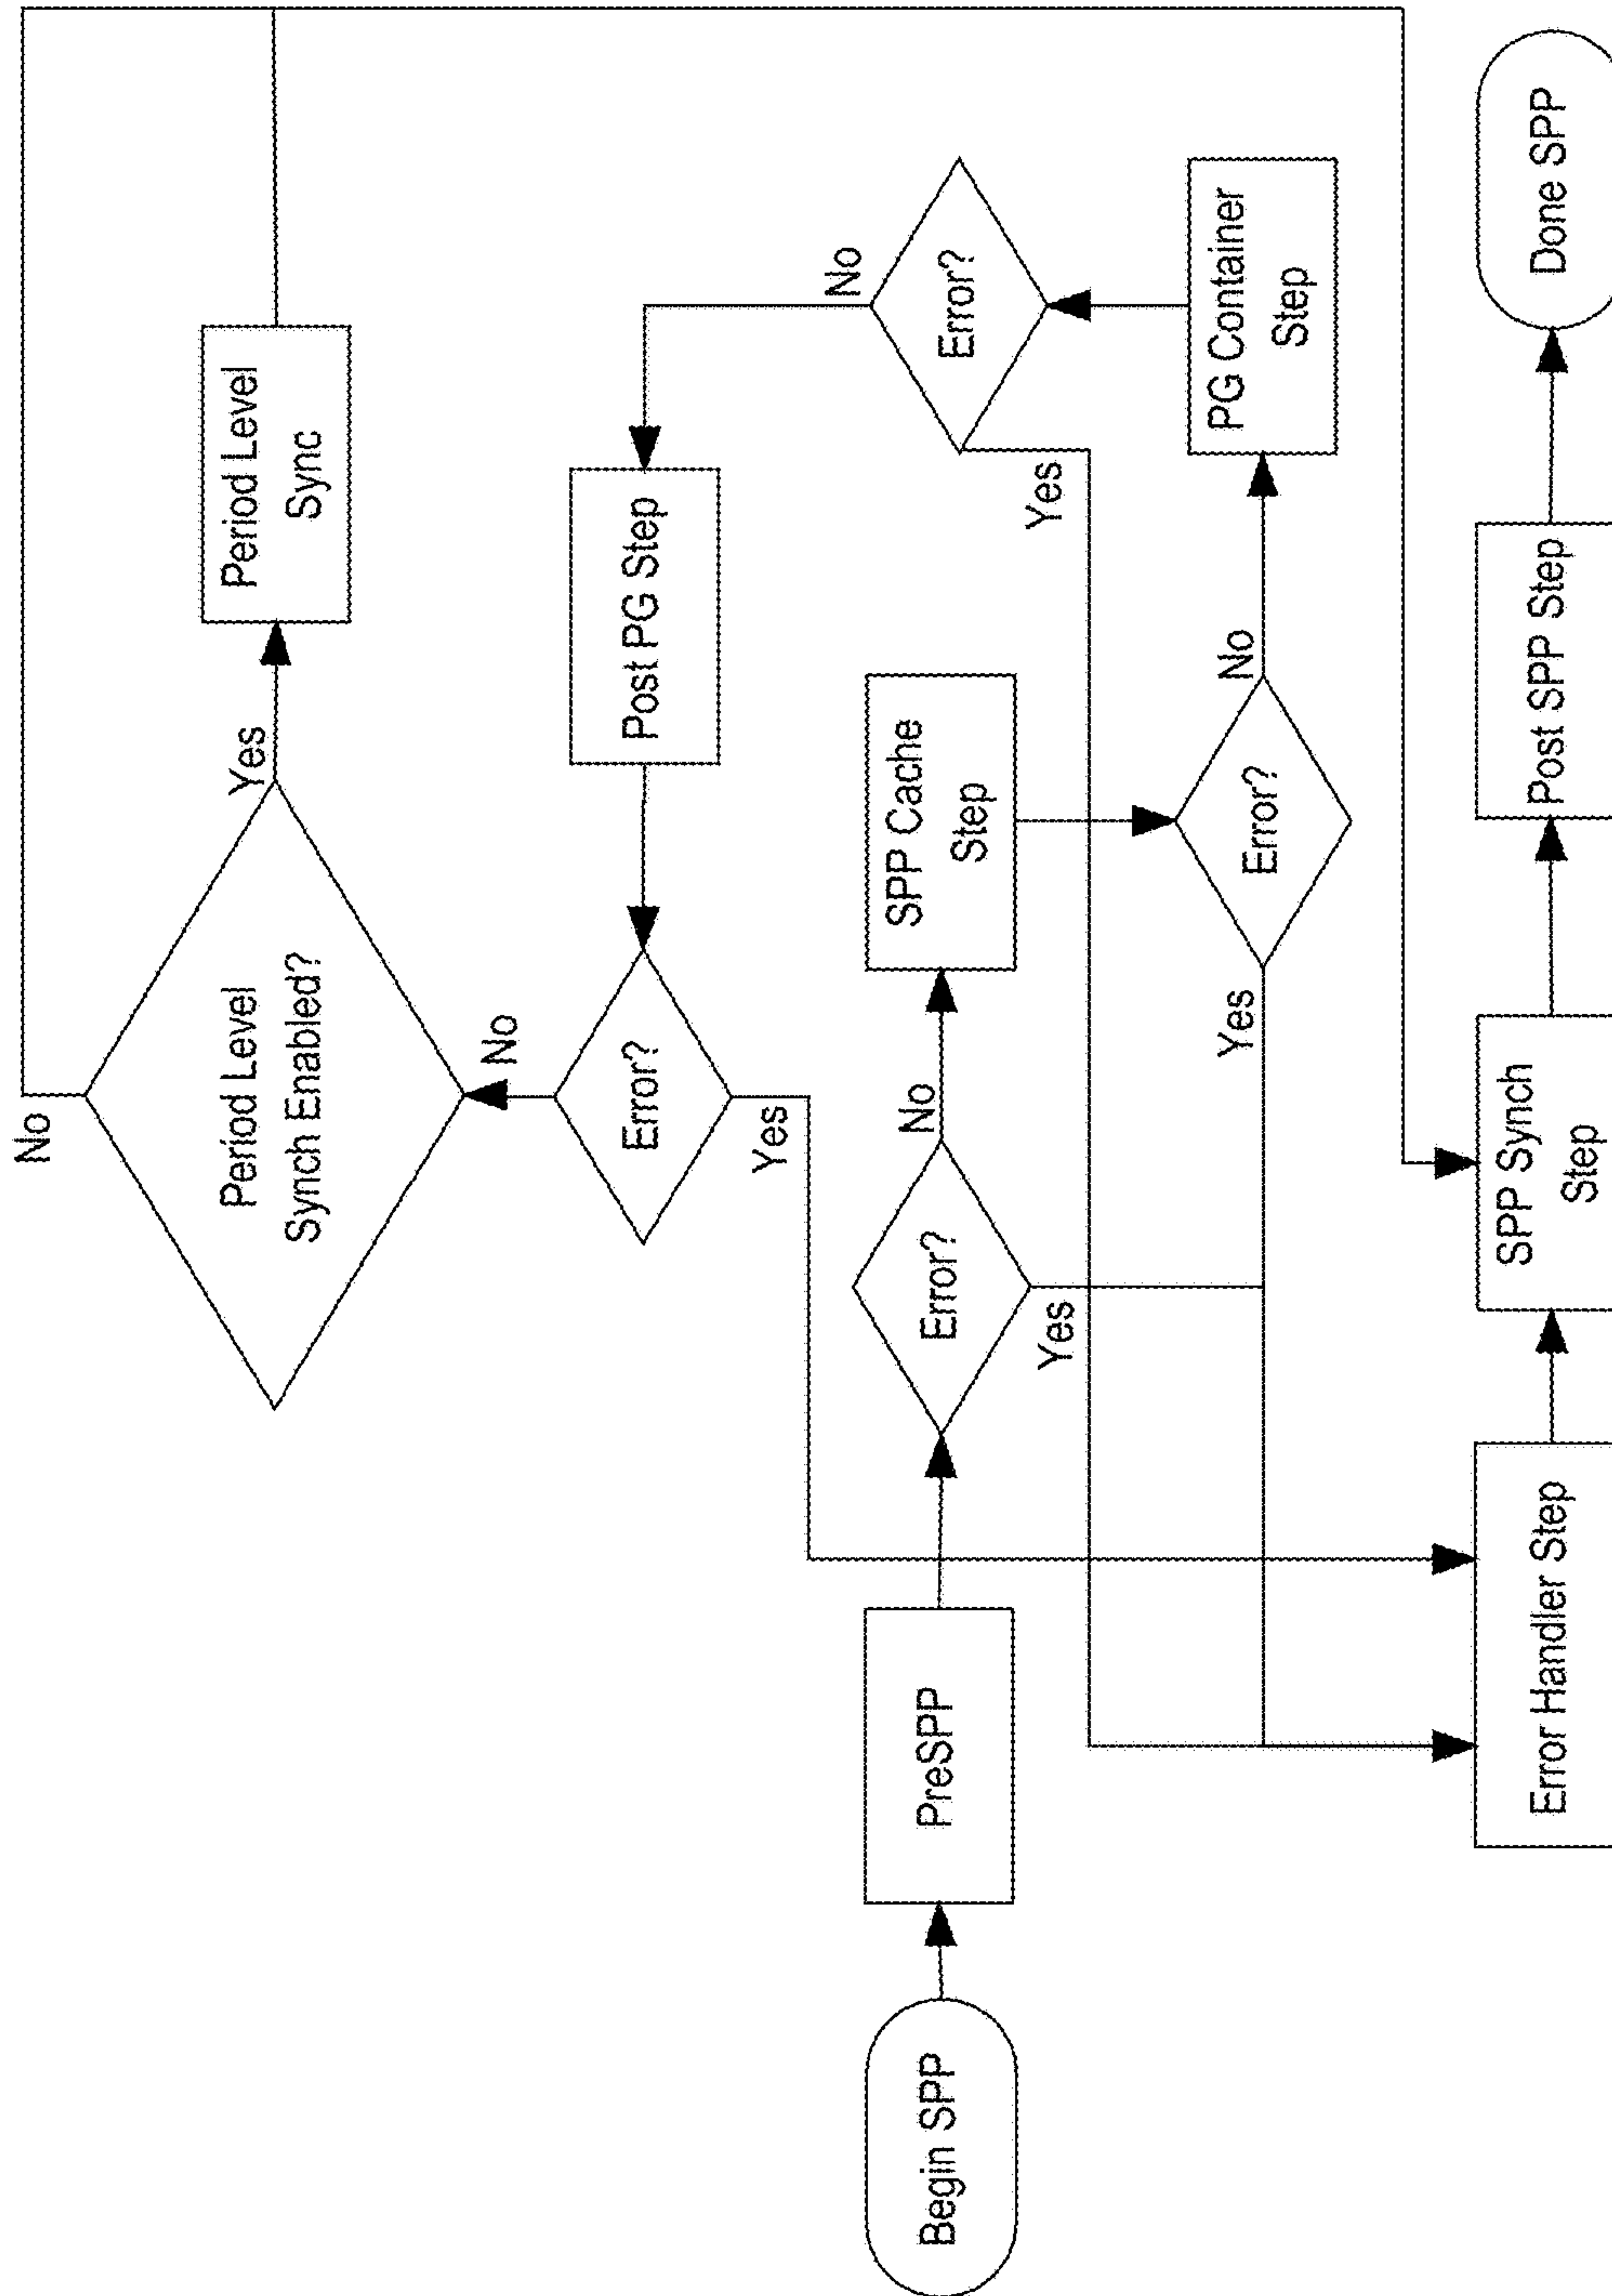 No
Period Level
Synch Enabled?
Yes
Period Level
Sync
No
Error?
Yes
Post PG Step
No
Error?
Yes
Begin SPP
PreSPP
Error?
No
Yes
SPP Cache
Step
Error?
Yes
No
PG Container
Step
Error Handler Step
SPP Synch
Step
Post SPP Step
Done SPP